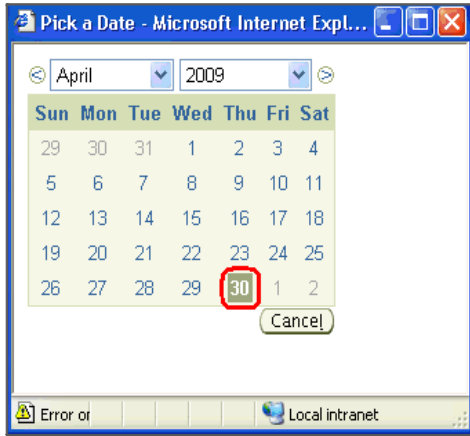 Pick a Date - Microsoft Internet Expl...
April 2009
Sun Mon Tue Wed Thu Fri Sat
29 30 31 1 2 3 4
5 6 7 8 9 10 11
12 13 14 15 16 17 18
19 20 21 22 23 24 25
26 27 28 29 30 1 2
Cancel
Error or Local intranet